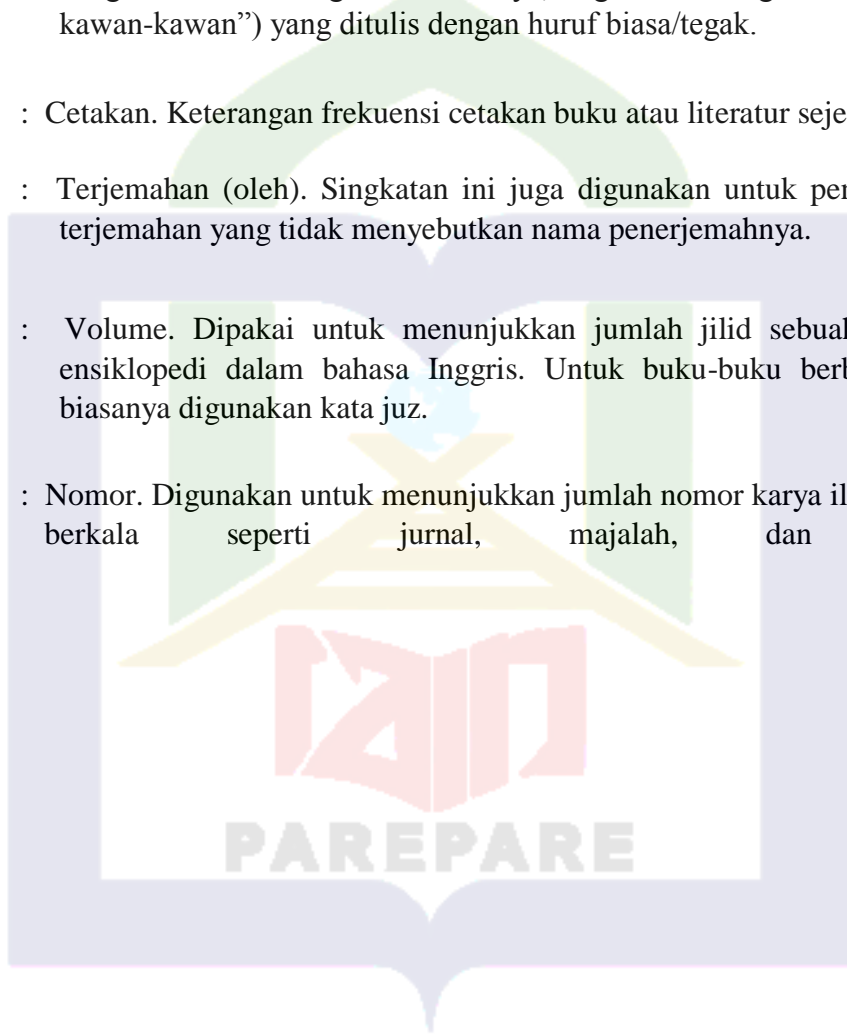 kawan-kawan”) yang ditulis dengan huruf biasa/tegak.
: Cetakan. Keterangan frekuensi cetakan buku atau literatur seje
: Terjemahan (oleh). Singkatan ini juga digunakan untuk per
terjemahan yang tidak menyebutkan nama penerjemahnya.
: Volume. Dipakai untuk menunjukkan jumlah jilid sebuah
ensiklopedi dalam bahasa Inggris. Untuk buku-buku berb
biasanya digunakan kata juz.
: Nomor. Digunakan untuk menunjukkan jumlah nomor karya il
berkala seperti jurnal, majalah, dan
iain
PAREPARE